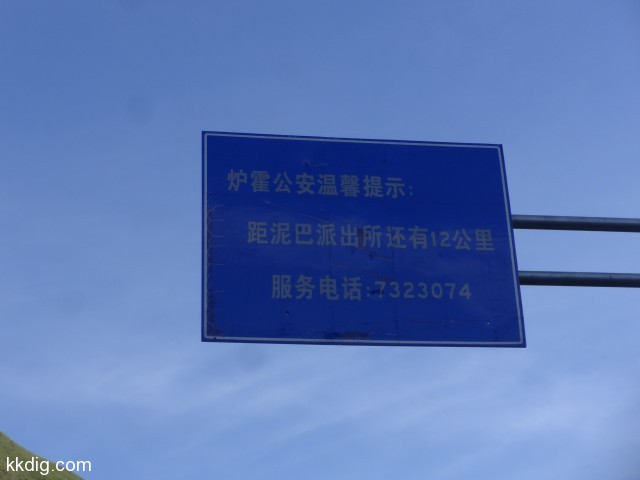 炉霍公安温馨提示:
距泥巴派出所还有12公里
服务电话:7323074
kkdig.com